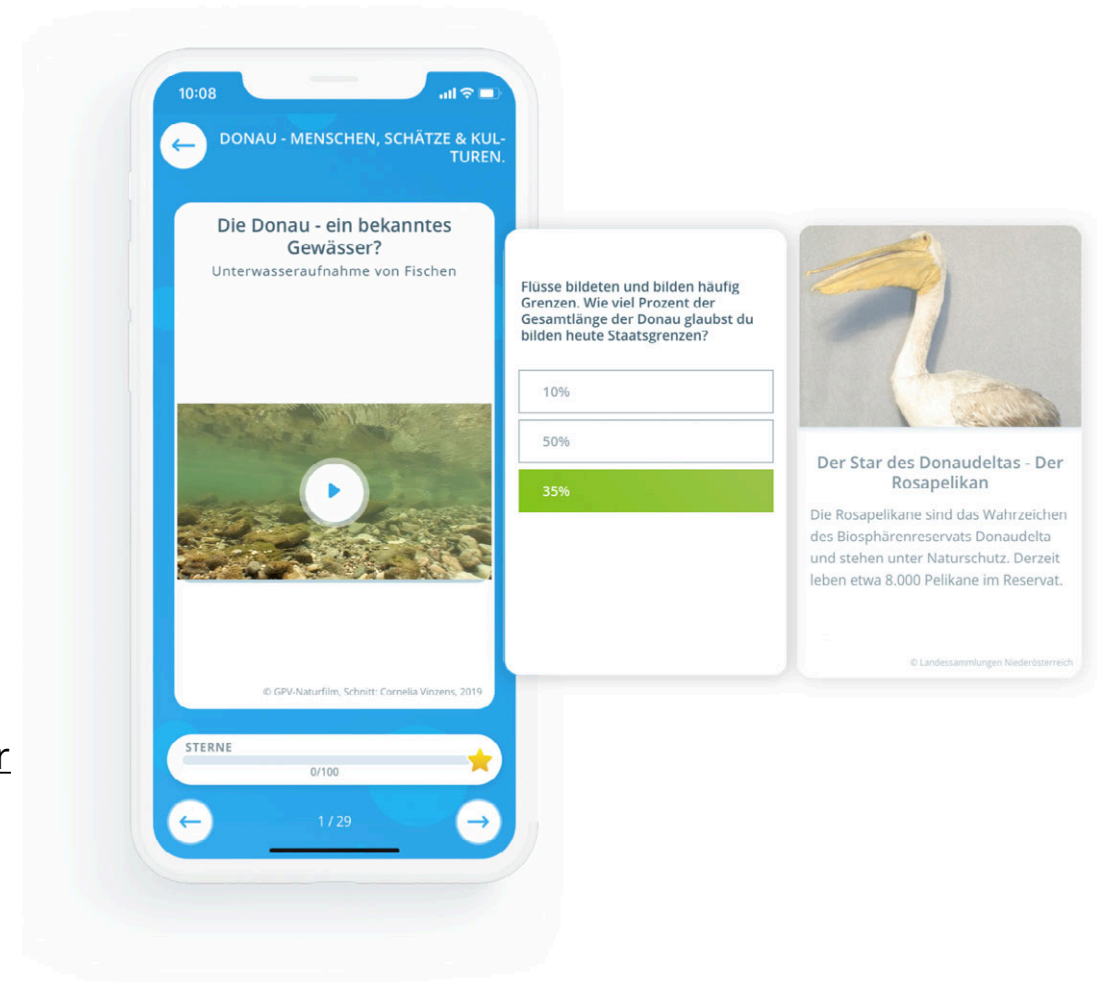 10:08
DONAU - MENSCHEN, SCHÄTZE & KUL-
TUREN.
Die Donau - ein bekanntes
Gewässer?
Unterwasseraufnahme von Fischen
© GPV-Naturfilm, Schnitt: Cornelia Vinzens, 2019
STERNE
0/100
1 / 29
Flüsse bildeten und bilden häufig
Grenzen. Wie viel Prozent der
Gesamtlänge der Donau glaubst du
bilden heute Staatsgrenzen?
10%
50%
35%
Der Star des Donaudeltas - Der
Rosapelikan
Die Rosapelikane sind das Wahrzeichen
des Biosphärenreservats Donaudelta
und stehen unter Naturschutz. Derzeit
leben etwa 8.000 Pelikane im Reservat.
© Landessammlungen Niederösterreich
r